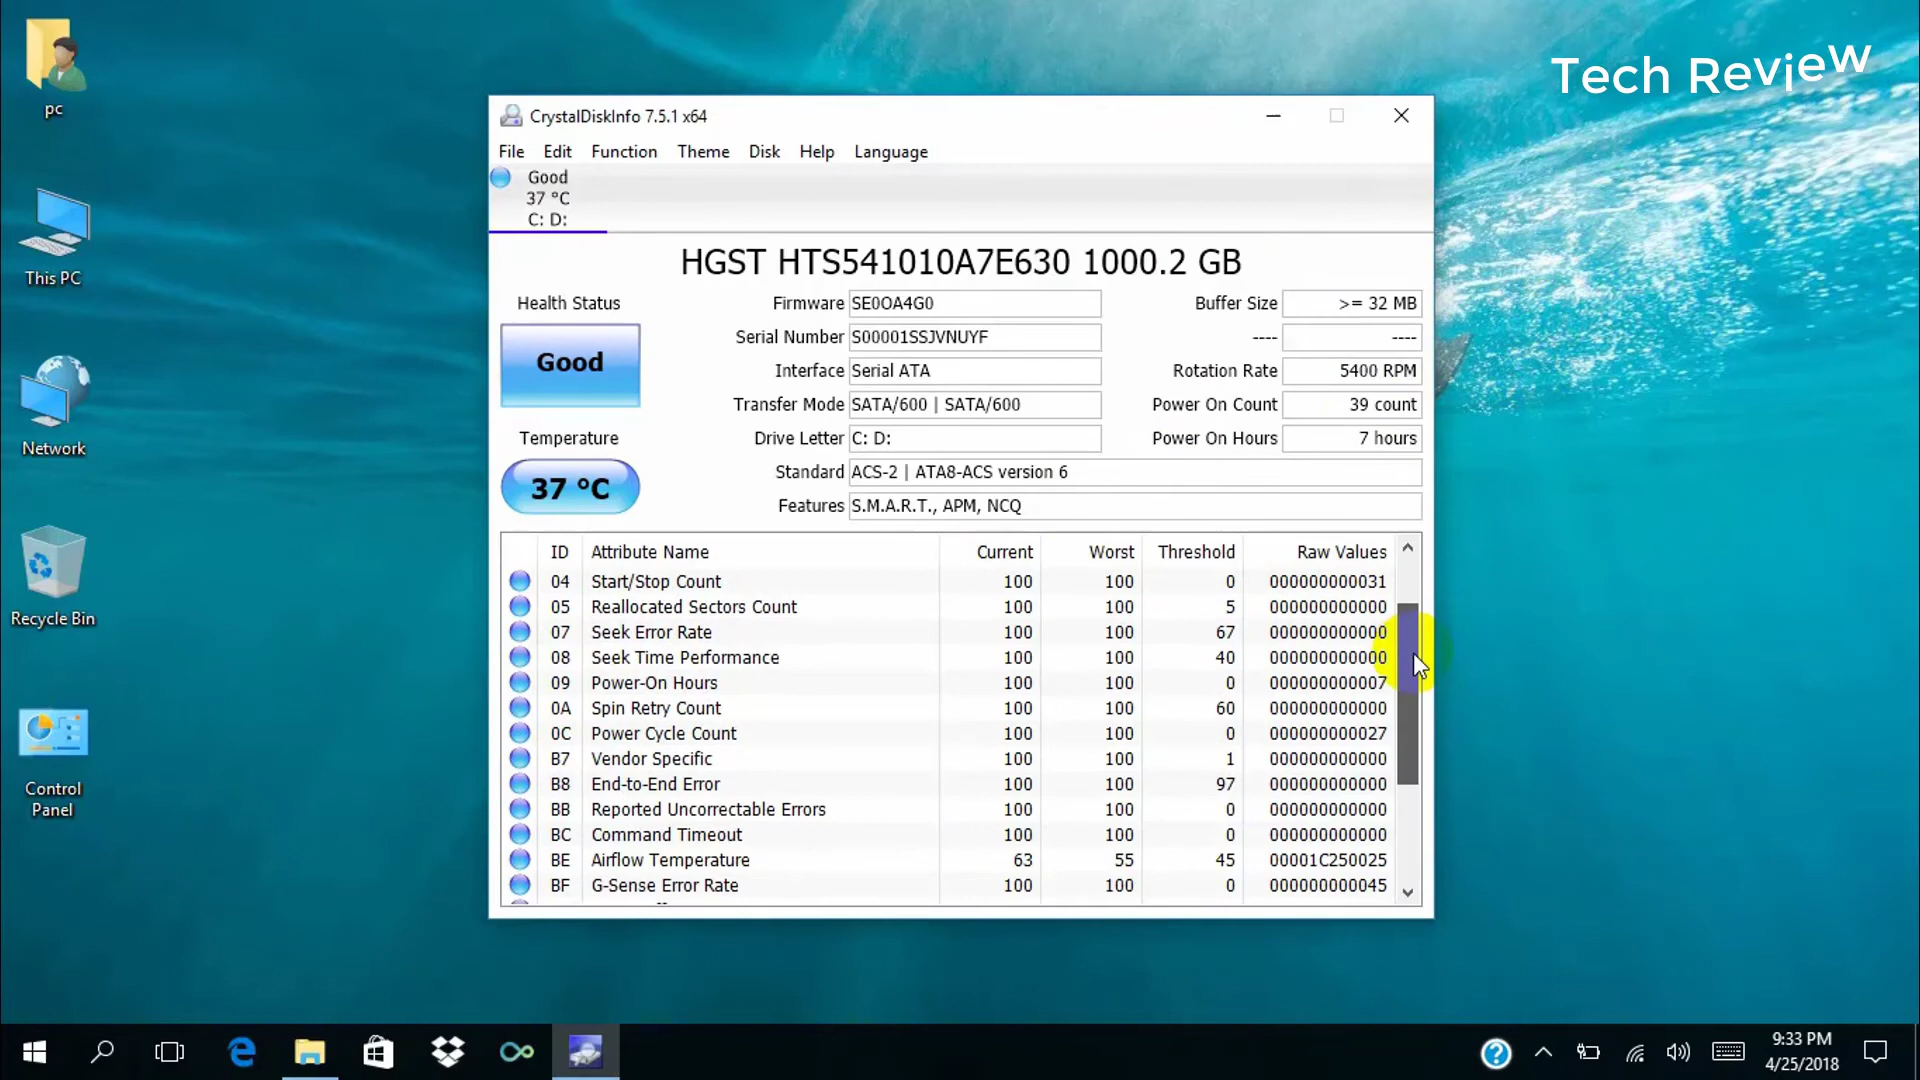 Tech Review
pc
This PC
Network
Recycle Bin
Control
Panel
CrystalDiskInfo 7.5.1 x64
File Edit Function Theme Disk Help Language
Good
37 °C
C: D:
HGST HTS541010A7E630 1000.2 GB
Health Status
Good
Temperature
37 °C
Firmware SE0OA4G0 Buffer Size >= 32 MB
Serial Number S00001SSJVNUYF ---- ----
Interface Serial ATA Rotation Rate 5400 RPM
Transfer Mode SATA/600 | SATA/600 Power On Count 39 count
Drive Letter C: D: Power On Hours 7 hours
Standard ACS-2 | ATA8-ACS version 6
Features S.M.A.R.T., APM, NCQ
ID Attribute Name Current Worst Threshold Raw Values
04 Start/Stop Count 100 100 0 000000000031
05 Reallocated Sectors Count 100 100 5 000000000000
07 Seek Error Rate 100 100 67 000000000000
08 Seek Time Performance 100 100 40 000000000000
09 Power-On Hours 100 100 0 000000000007
0A Spin Retry Count 100 100 60 000000000000
0C Power Cycle Count 100 100 0 000000000027
B7 Vendor Specific 100 100 1 000000000000
B8 End-to-End Error 100 100 97 000000000000
BB Reported Uncorrectable Errors 100 100 0 000000000000
BC Command Timeout 100 100 0 000000000000
BE Airflow Temperature 63 55 45 00001C250025
BF G-Sense Error Rate 100 100 0 000000000045
9:33 PM
4/25/2018